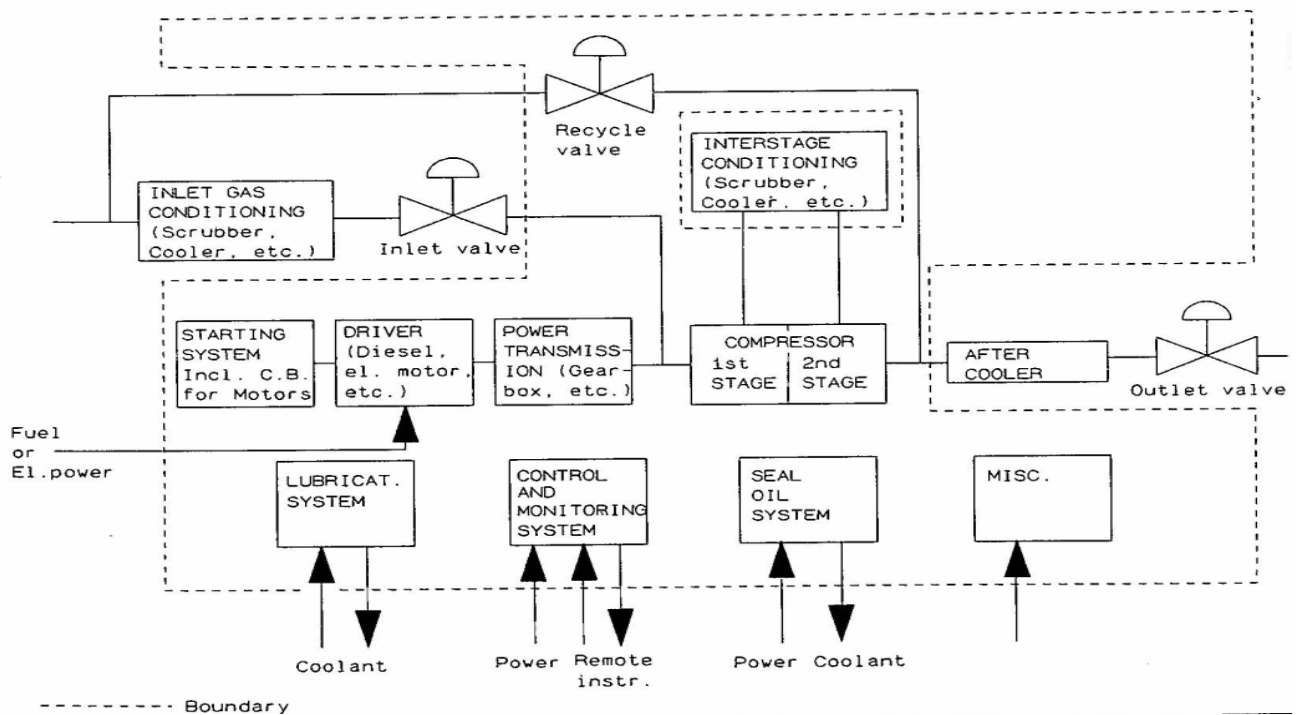 Recycle
valve
INTERSTAGE
CONDITIONING
(Scrubber,
Cooler. etc.)
INLET GAS
CONDITIONING
(Scrubber,
Cooler, etc.)
Inlet valve
STARTING
SYSTEM
Incl. C.B.
for Motors
DRIVER
(Diesel,
el. motor,
etc.)
POWER
TRANSMISS-
ION (Gear-
box, etc.)
COMPRESSOR
1st
STAGE
2nd
STAGE
AFTER
COOLER
Outlet valve
Fuel
or
El.power
LUBRICAT.
SYSTEM
CONTROL
AND
MONITORING
SYSTEM
SEAL
OIL
SYSTEM
MISC.
Coolant
Power
Remote
instr.
Power
Coolant
Boundary